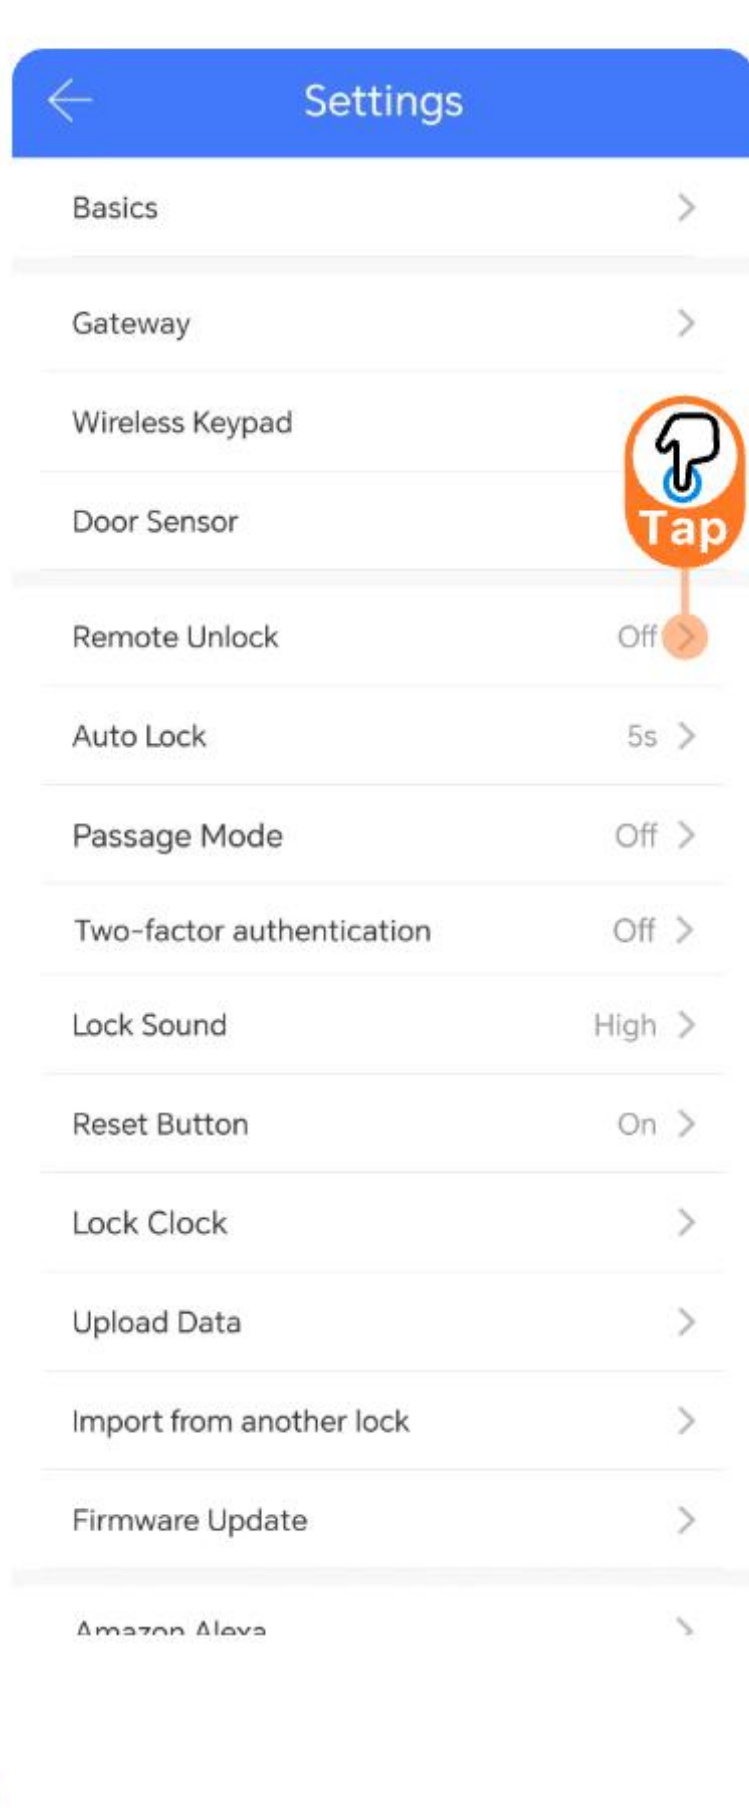 Settings
Basics
Gateway
Wireless Keypad
Door Sensor
Tap
Remote Unlock Off
Auto Lock 5s
Passage Mode Off
Two-factor authentication Off
Lock Sound High
Reset Button On
Lock Clock
Upload Data
Import from another lock
Firmware Update
Amazon Alexa